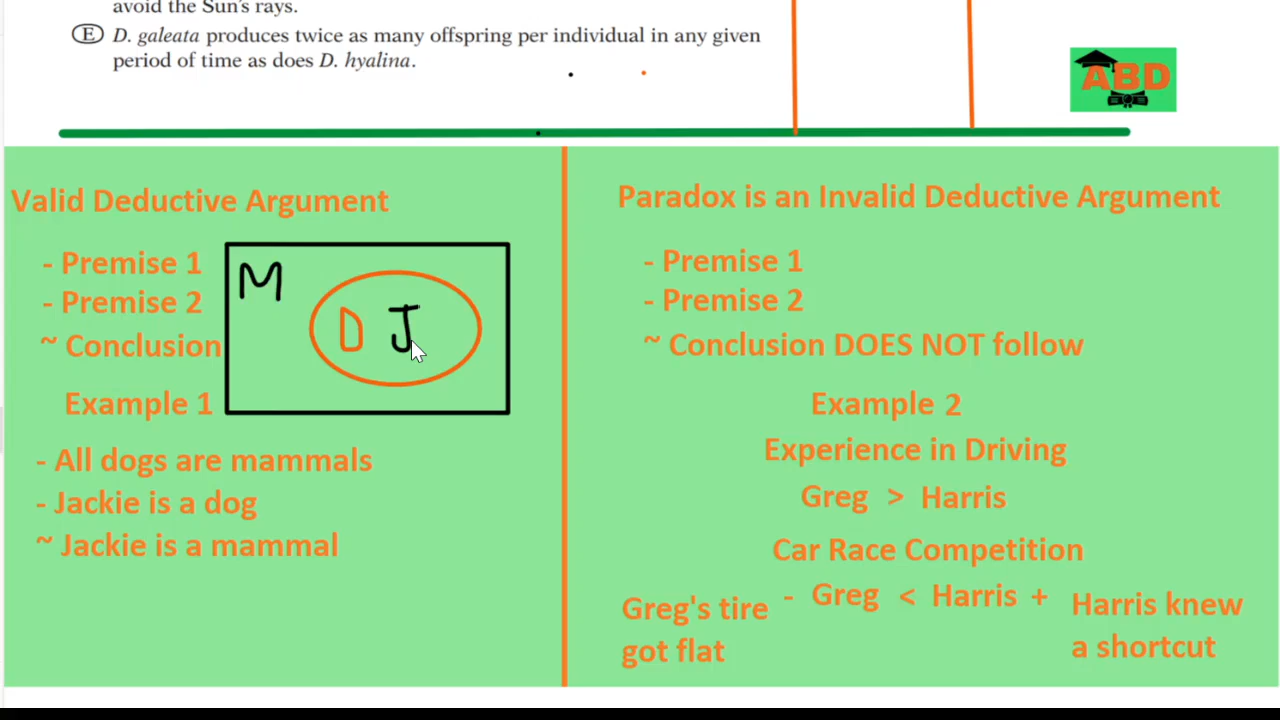 avoid the Sun's rays.
E D. galeata produces twice as many offspring per individual in any given
period of time as does D. hyalina.
ABD
Valid Deductive Argument
- Premise 1
- Premise 2
~ Conclusion
M
D J
Example 1
- All dogs are mammals
- Jackie is a dog
~ Jackie is a mammal
Paradox is an Invalid Deductive Argument
- Premise 1
- Premise 2
~ Conclusion DOES NOT follow
Example 2
Experience in Driving
Greg > Harris
Car Race Competition
- Greg < Harris +
Greg's tire
got flat
Harris knew
a shortcut